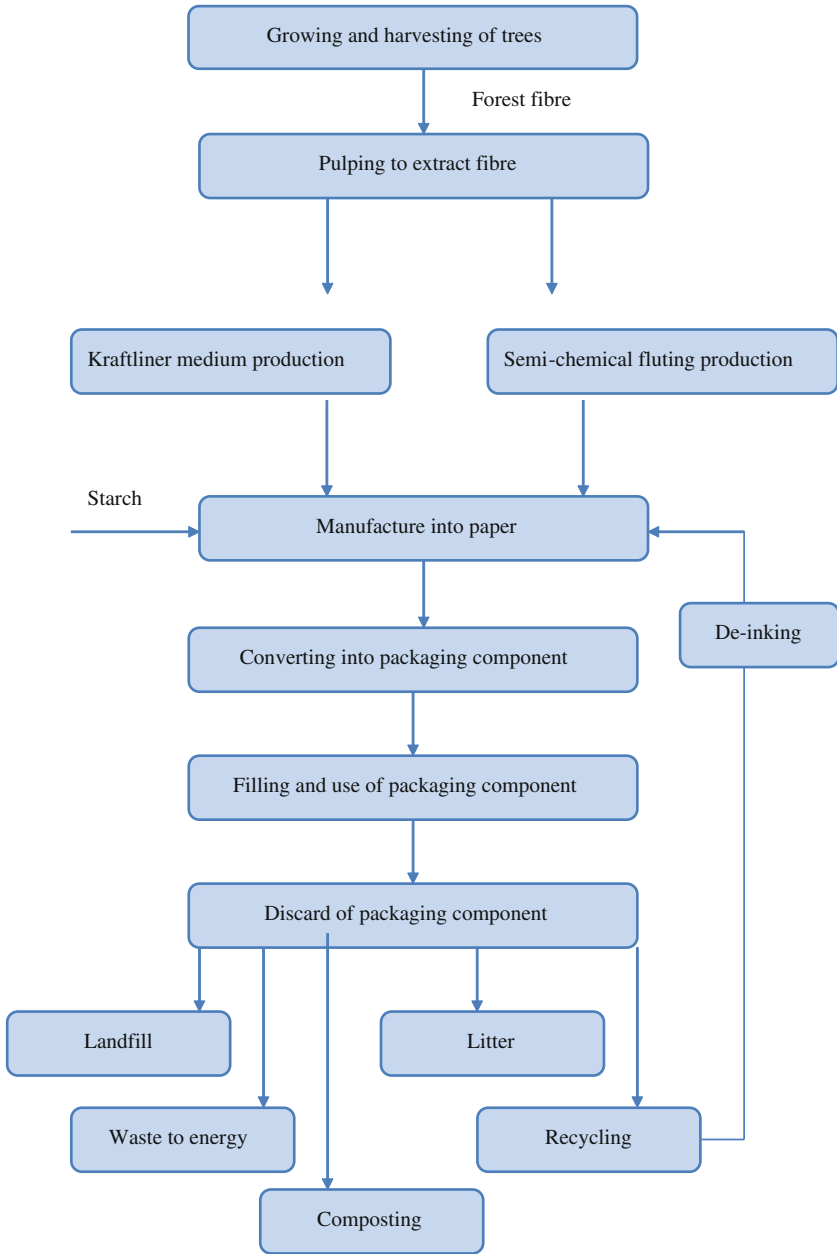 Growing and harvesting of trees
Forest fibre
Pulping to extract fibre
Kraftliner medium production
Semi-chemical fluting production
Starch
Manufacture into paper
De-inking
Converting into packaging component
Filling and use of packaging component
Discard of packaging component
Landfill
Litter
Waste to energy
Recycling
Composting